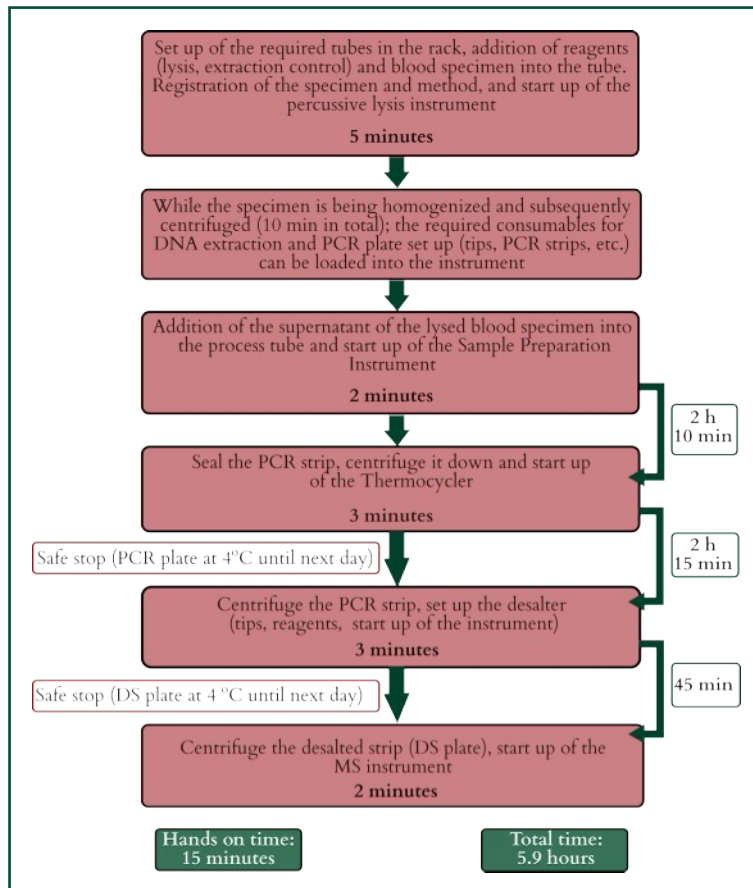 Set up of the required tubes in the rack, addition of reagents
(lysis, extraction control) and blood specimen into the tube.
Registration of the specimen and method, and start up of the
percussive lysis instrument
5 minutes
While the specimen is being homogenized and subsequently
centrifuged (10 min in total); the required consumables for
DNA extraction and PCR plate set up (tips, PCR strips, etc.)
can be loaded into the instrument
Addition of the supernatant of the lysed blood specimen into
the process tube and start up of the Sample Preparation
Instrument
2 minutes
2 h
10 min
Seal the PCR strip, centrifuge it down and start up
of the Thermocycler
3 minutes
Safe stop (PCR plate at 4ºC until next day)
2 h
15 min
Centrifuge the PCR strip, set up the desalter
(tips, reagents, start up of the instrument)
3 minutes
Safe stop (DS plate at 4 ºC until next day)
45 min
Centrifuge the desalted strip (DS plate), start up of the
MS instrument
2 minutes
Hands on time:
15 minutes
Total time:
5.9 hours